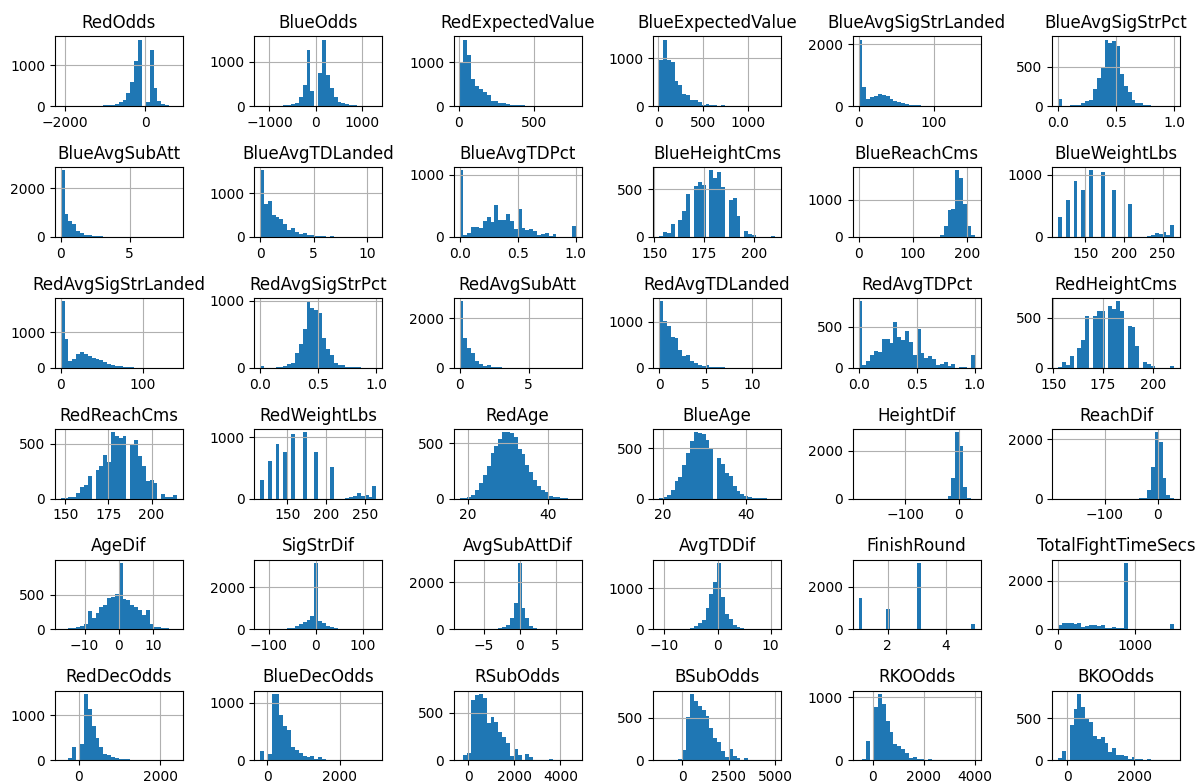 RedOdds BlueOdds RedExpectedValue BlueExpectedValue BlueAvgSigStrLanded BlueAvgSigStrPct
1000 0 −2000 0
1000 0 −1000 0 1000
1000 0 0 500
1000 0 0 500 1000
2000 0 0 100
500 0 0.0 0.5 1.0
BlueAvgSubAtt BlueAvgTDLanded BlueAvgTDPct BlueHeightCms BlueReachCms BlueWeightLbs
2000 0 0 5
1000 0 0 5 10
1000 0 0.0 0.5 1.0
500 0 150 175 200
1000 0 0 100 200
1000 0 150 200 250
RedAvgSigStrLanded RedAvgSigStrPct RedAvgSubAtt RedAvgTDLanded RedAvgTDPct RedHeightCms
1000 0 0 100
1000 0 0.0 0.5 1.0
2000 0 0 5
1000 0 0 5 10
500 0 0.0 0.5 1.0
500 0 150 175 200
RedReachCms RedWeightLbs RedAge BlueAge HeightDif ReachDif
500 0 150 175 200
1000 0 150 200 250
500 0 20 40
500 0 20 40
2000 0 −100 0
2000 0 −100 0
AgeDif SigStrDif AvgSubAttDif AvgTDDif FinishRound TotalFightTimeSecs
500 0 −10 0 10
2000 0 −100 0 100
2000 0 −5 0 5
1000 0 −10 0 10
2000 0 2 4
2000 0 0 1000
RedDecOdds BlueDecOdds RSubOdds BSubOdds RKOOdds BKOOdds
1000 0 0 2000
1000 0 0 2000
500 0 0 2000 4000
500 0 0 2500 5000
1000 0 0 2000 4000
500 0 0 2000